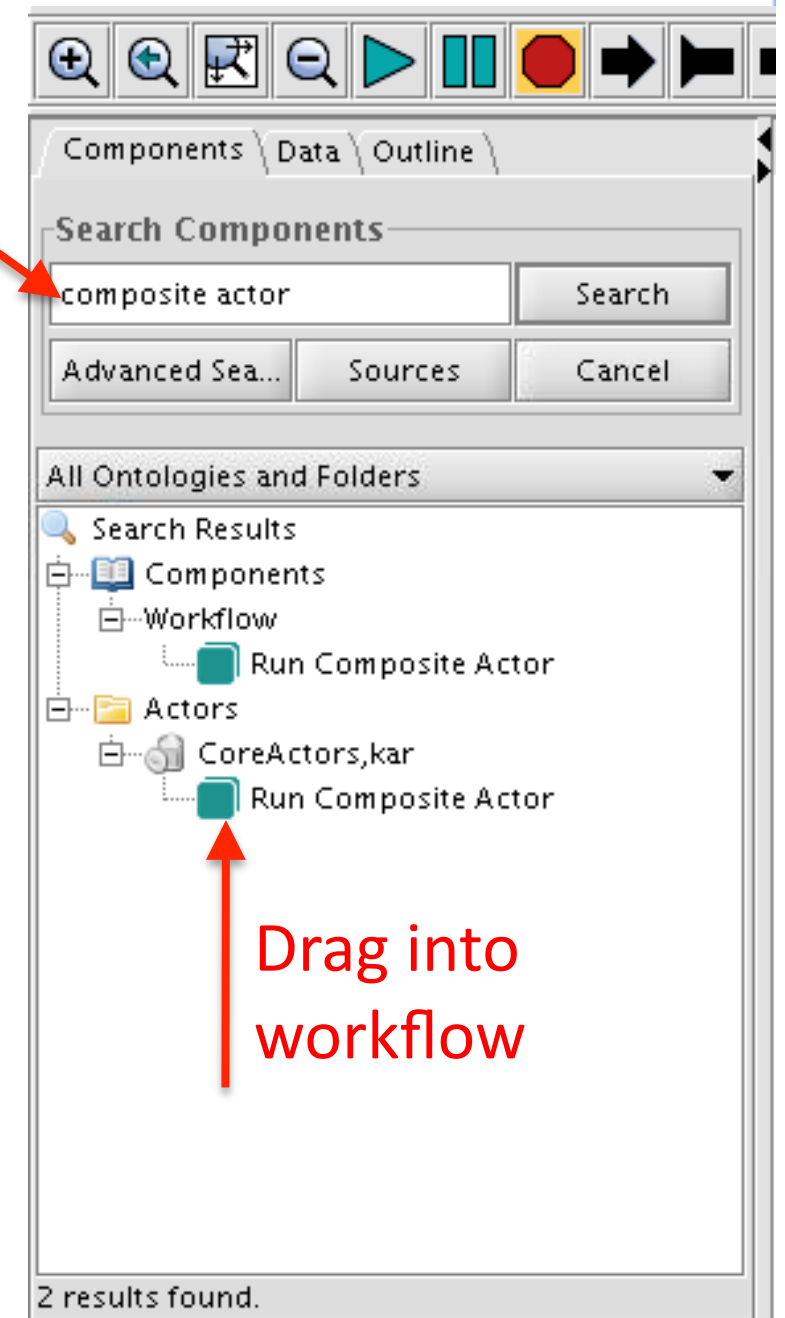 Components Data Outline
Search Components
composite actor Search
Advanced Sea... Sources Cancel
All Ontologies and Folders
Search Results
Components
Workflow
Run Composite Actor
Actors
CoreActors,kar
Run Composite Actor
Drag into
workflow
2 results found.